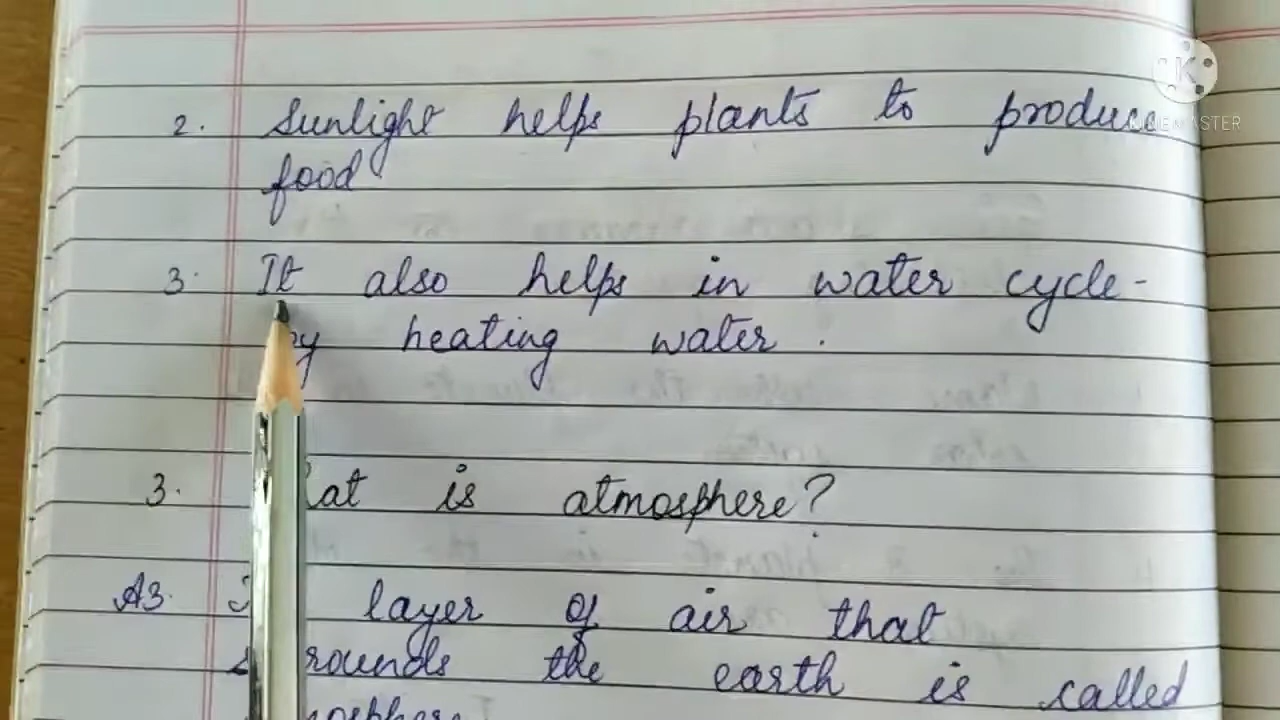 2. Sunlight helps plants to produce
food
3. It also helps in water cycle -
heating water.
3. is atmosphere?
A3. layer of air that
the earth is called
KINEMASTER